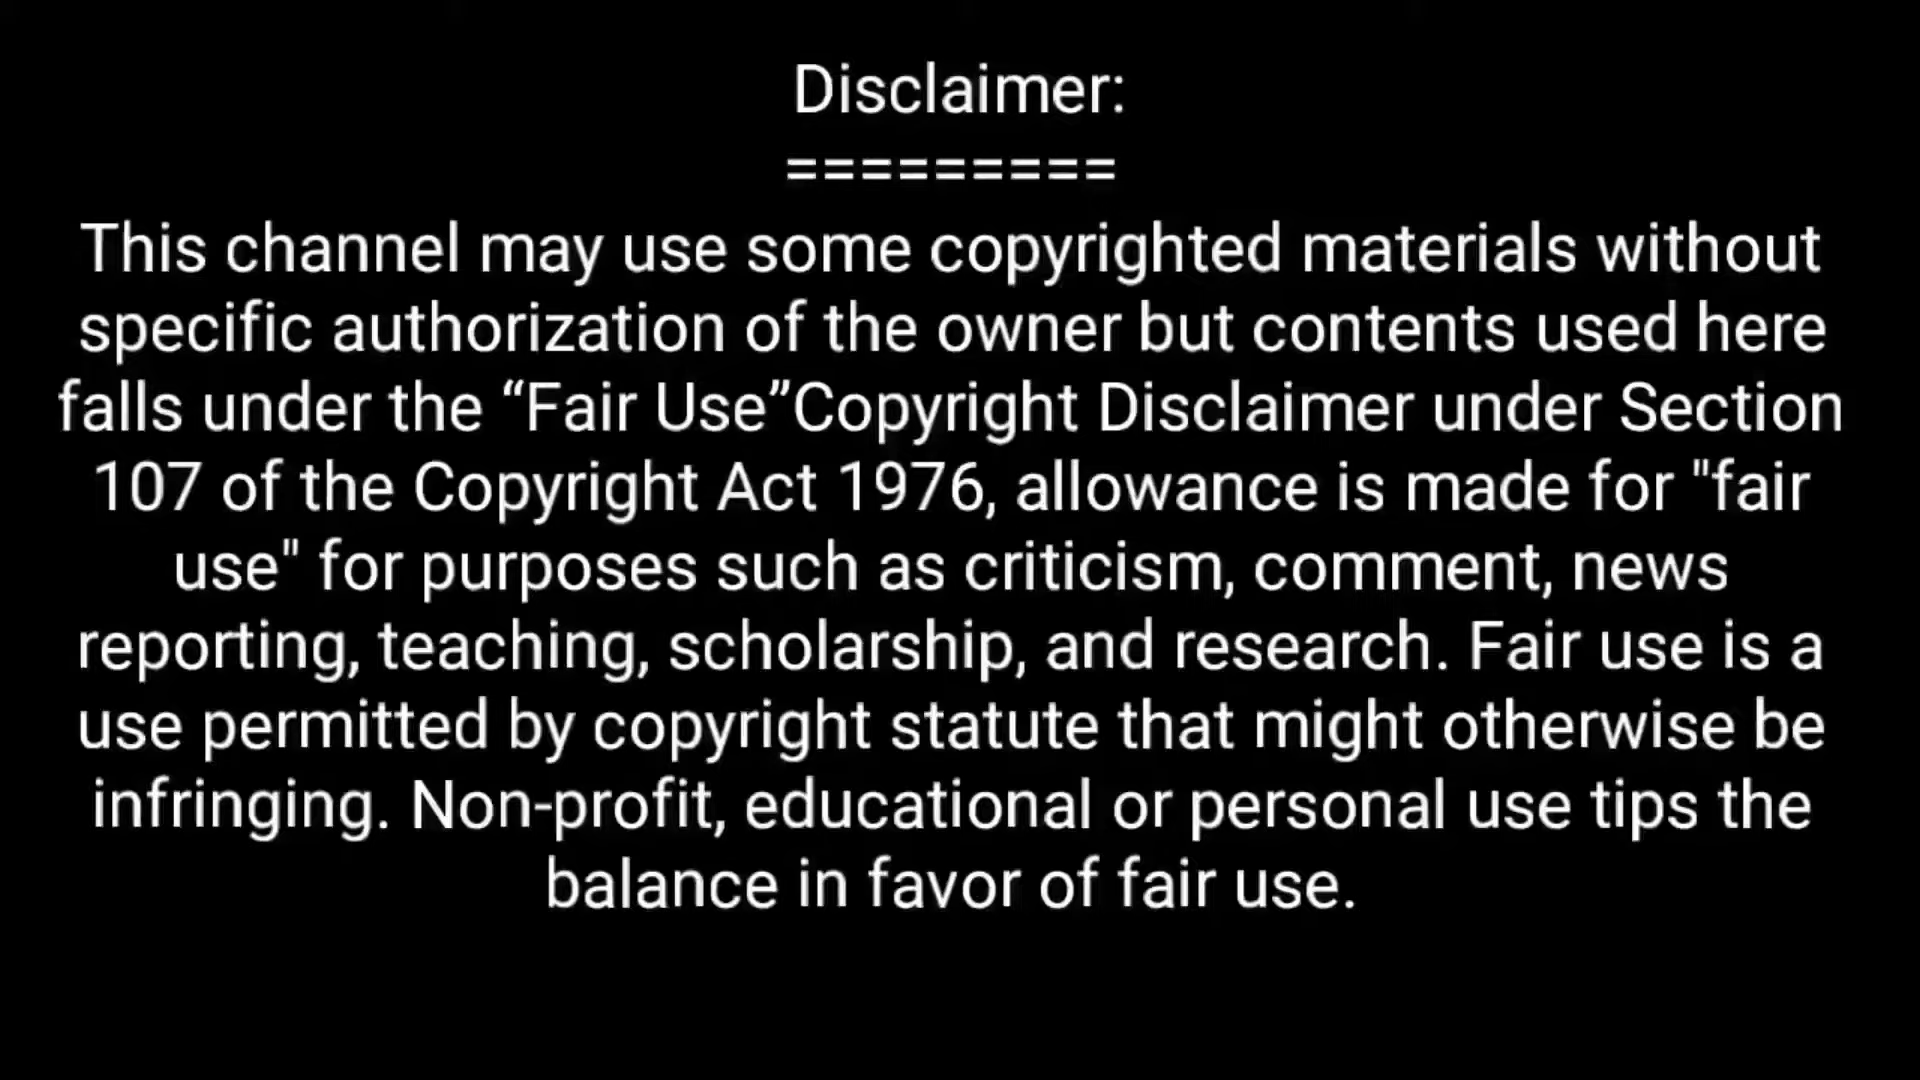 Disclaimer:
=========
This channel may use some copyrighted materials without
specific authorization of the owner but contents used here
falls under the “Fair Use”Copyright Disclaimer under Section
107 of the Copyright Act 1976, allowance is made for "fair
use" for purposes such as criticism, comment, news
reporting, teaching, scholarship, and research. Fair use is a
use permitted by copyright statute that might otherwise be
infringing. Non-profit, educational or personal use tips the
balance in favor of fair use.